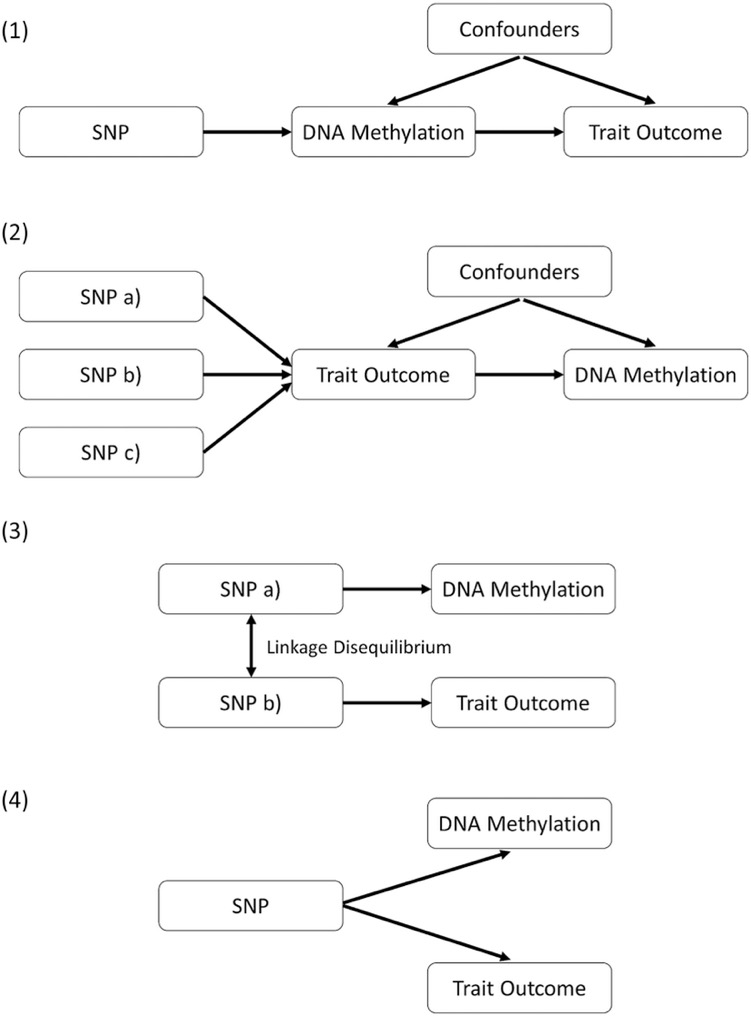 (1)
Confounders
SNP
DNA Methylation
Trait Outcome
(2)
Confounders
SNP a)
SNP b)
Trait Outcome
DNA Methylation
SNP c)
(3)
SNP a)
DNA Methylation
Linkage Disequilibrium
SNP b)
Trait Outcome
(4)
DNA Methylation
SNP
Trait Outcome